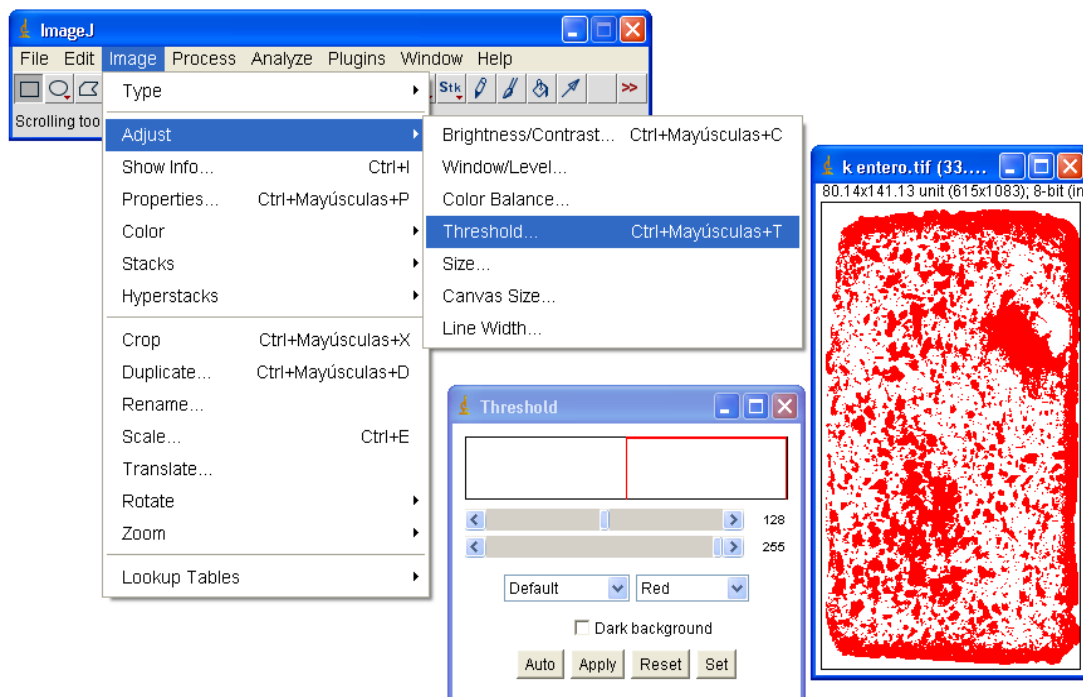 ImageJ
File Edit Image Process Analyze Plugins Window Help
Stk
>>
Scrolling too
Type
Adjust
Show Info... Ctrl+I
Properties... Ctrl+Mayúsculas+P
Color
Stacks
Hyperstacks
Crop Ctrl+Mayúsculas+X
Duplicate... Ctrl+Mayúsculas+D
Rename...
Scale... Ctrl+E
Translate...
Rotate
Zoom
Lookup Tables
Brightness/Contrast... Ctrl+Mayúsculas+C
Window/Level...
Color Balance...
Threshold... Ctrl+Mayúsculas+T
Size...
Canvas Size...
Line Width...
k entero.tif (33....
80.14x141.13 unit (615x1083); 8-bit (in
Threshold
128
255
Default Red
Dark background
Auto Apply Reset Set